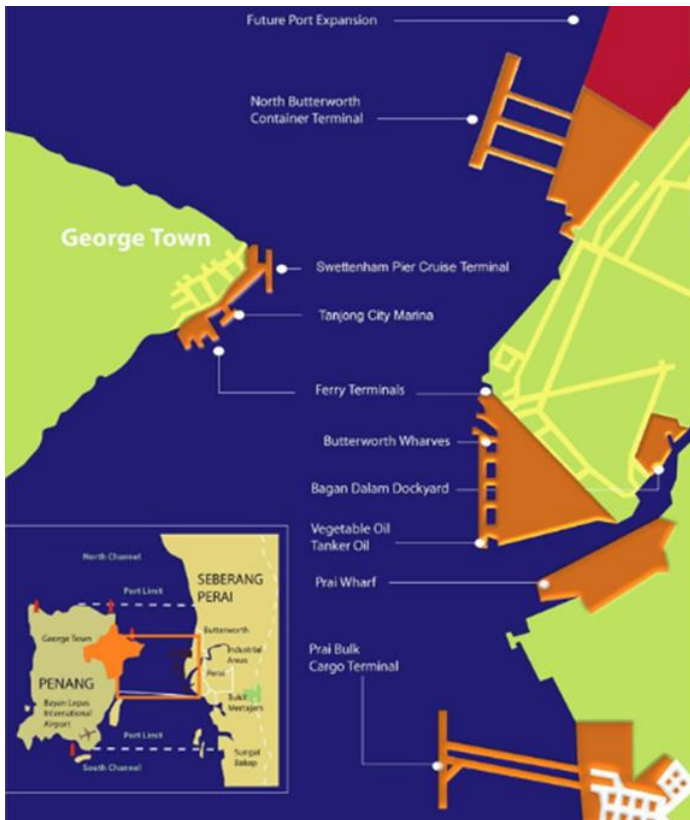 Future Port Expansion
North Butterworth
Container Terminal
George Town
Swettenham Pier Cruise Terminal
Tanjong City Marina
Ferry Terminals
Butterworth Wharves
Bagan Dalam Dockyard
Vegetable Oil
Tanker Oil
Prai Wharf
Prai Bulk
Cargo Terminal
North Channel
SEBERANG
PERAI
Port Limit
George Town
Butterworth
Industrial
Areas
Perai
PENANG
Bayan Lepas
International
Airport
Bukit
Port Limit
South Channel
Sungai
Bakap